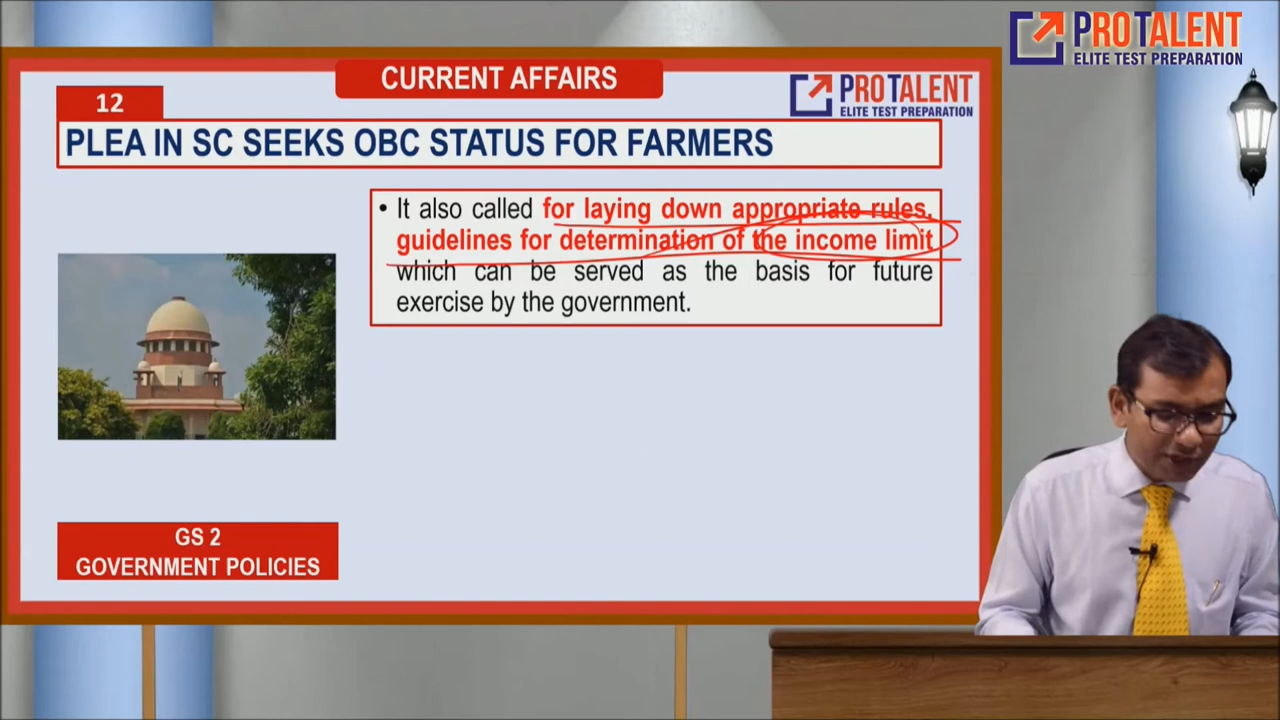 PROTALENT
ELITE TEST PREPARATION
CURRENT AFFAIRS
PROTALENT
ELITE TEST PREPARATION
12
PLEA IN SC SEEKS OBC STATUS FOR FARMERS
• It also called for laying down appropriate rules,
guidelines for determination of the income limit
which can be served as the basis for future
exercise by the government.
GS 2
GOVERNMENT POLICIES